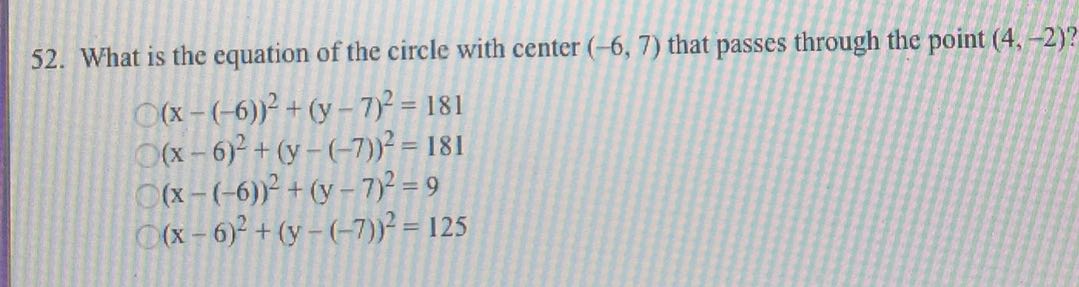 52. What is the equation of the circle with center (–6, 7) that passes through the point (4, –2)?
(x – (–6))² + (y – 7)² = 181
(x – 6)² + (y – (–7))² = 181
(x – (–6))² + (y – 7)² = 9
(x – 6)² + (y – (–7))² = 125